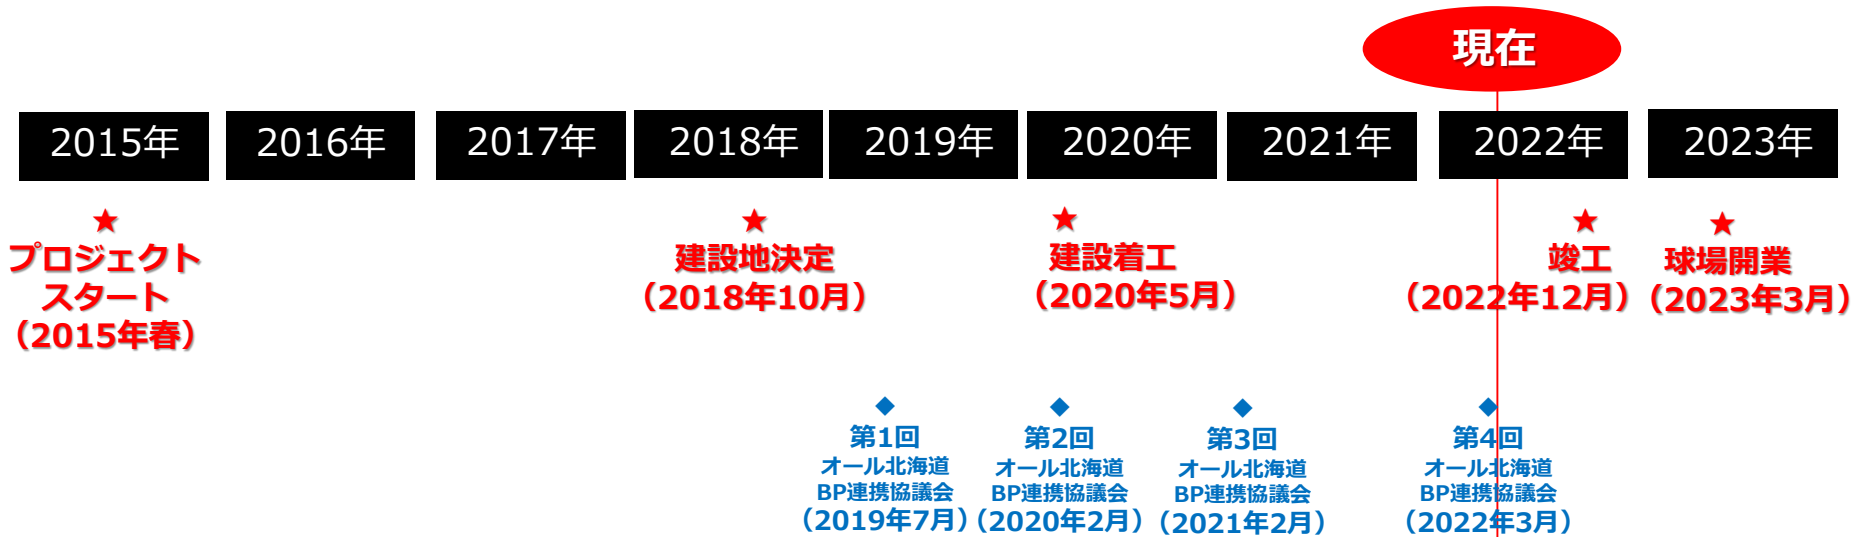 現在
2015年
2016年
2017年
2018年
2019年
2020年
2021年
2022年
2023年
★
プロジェクト
スタート
（2015年春）
★
建設地決定
（2018年10月）
★
建設着工
（2020年5月）
★
竣工
（2022年12月）
★
球場開業
（2023年3月）
◆
第1回
オール北海道
BP連携協議会
（2019年7月）
◆
第2回
オール北海道
BP連携協議会
（2020年2月）
◆
第3回
オール北海道
BP連携協議会
（2021年2月）
◆
第4回
オール北海道
BP連携協議会
（2022年3月）